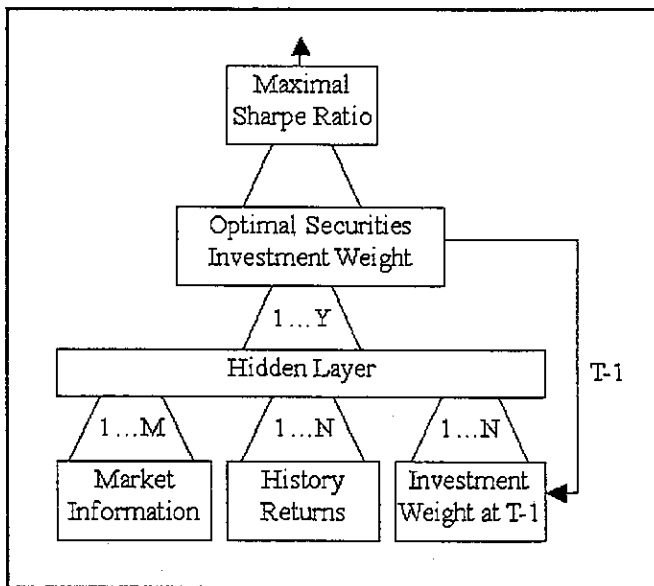 Maximal
Sharpe Ratio
Optimal Securities
Investment Weight
1 ... Y
Hidden Layer
T-1
1 ...M
1 ...N
1 ...N
Market
Information
History
Returns
Investment
Weight at T-1